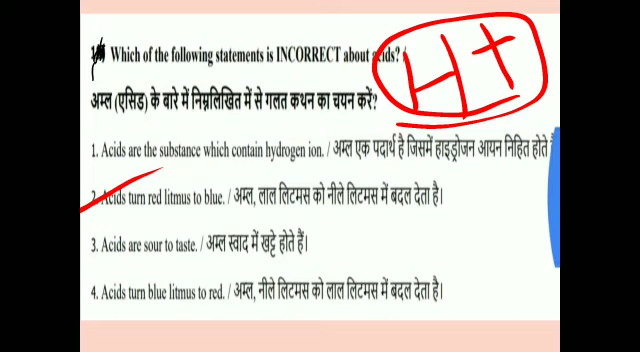 Which of the following statements is INCORRECT about acids? /
H+
अम्ल (एसिड) के बारे में निम्नलिखित में से गलत कथन का चयन करें?
1. Acids are the substance which contain hydrogen ion. / अम्ल एक पदार्थ है जिसमें हाइड्रोजन आयन निहित होते
2. Acids turn red litmus to blue. / अम्ल, लाल लिटमस को नीले लिटमस में बदल देता है।
3. Acids are sour to taste. / अम्ल स्वाद में खट्टे होते हैं।
4. Acids turn blue litmus to red. / अम्ल, नीले लिटमस को लाल लिटमस में बदल देता है।